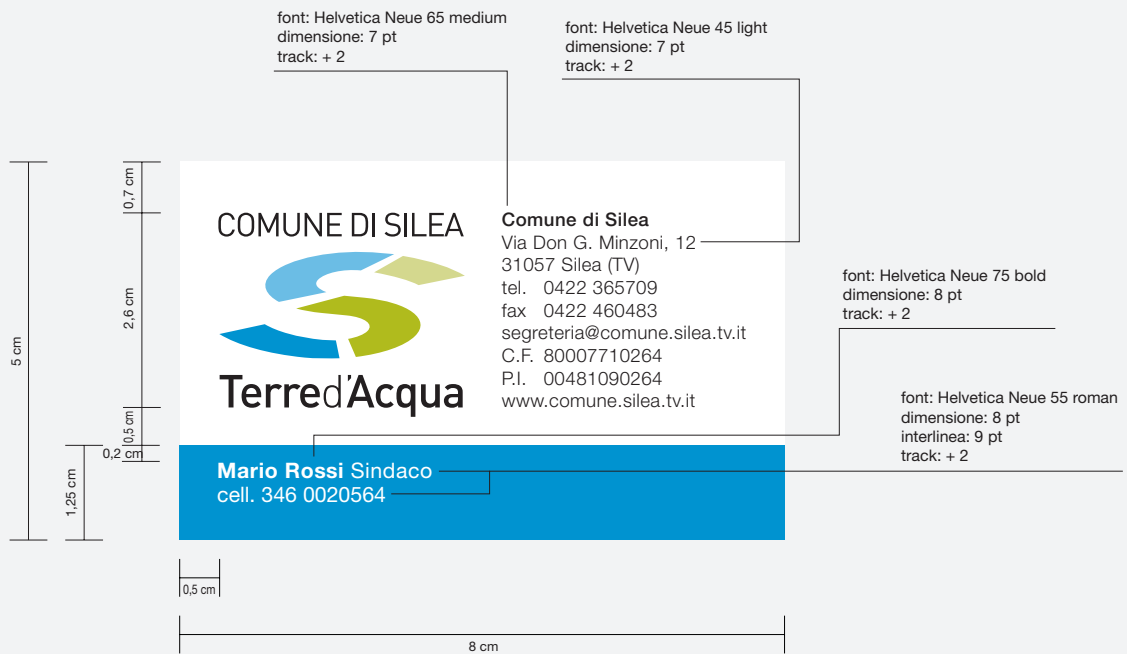 font: Helvetica Neue 65 medium
dimensione: 7 pt
track: + 2
font: Helvetica Neue 45 light
dimensione: 7 pt
track: + 2
0,7 cm
2,6 cm
5 cm
0,5 cm
0,2 cm
1,25 cm
COMUNE DI SILEA
Terred'Acqua
Comune di Silea
Via Don G. Minzoni, 12
31057 Silea (TV)
tel. 0422 365709
fax 0422 460483
segreteria@comune.silea.tv.it
C.F. 80007710264
P.I. 00481090264
www.comune.silea.tv.it
font: Helvetica Neue 75 bold
dimensione: 8 pt
track: + 2
font: Helvetica Neue 55 roman
dimensione: 8 pt
interlinea: 9 pt
track: + 2
Mario Rossi Sindaco
cell. 346 0020564
0,5 cm
8 cm